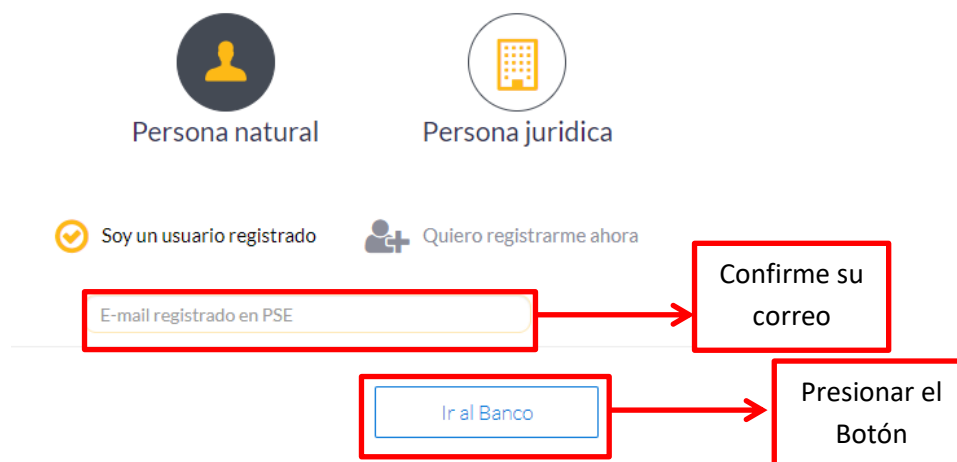 Persona natural
Persona juridica
Soy un usuario registrado
Quiero registrarme ahora
E-mail registrado en PSE
Confirme su
correo
Ir al Banco
Presionar el
Botón